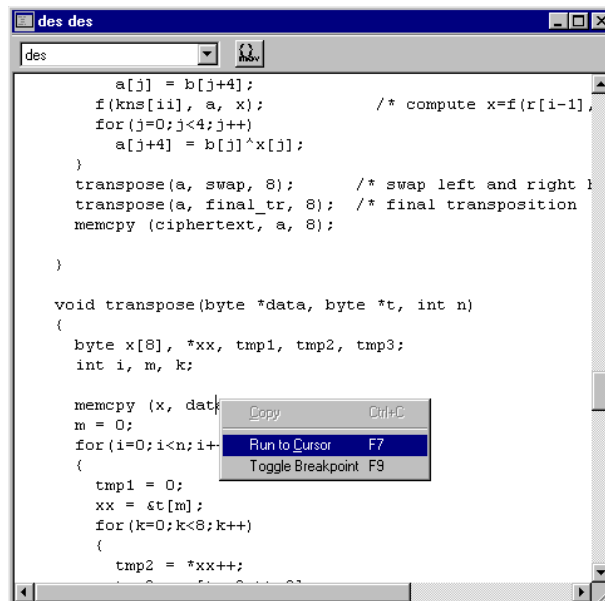 des des
des
mov
a[j] = b[j+4];
f(kns[ii], a, x); /* compute x=f(r[i-1],
for(j=0;j<4;j++)
a[j+4] = b[j]^x[j];
}
transpose(a, swap, 8); /* swap left and right
transpose(a, final_tr, 8); /* final transposition
memcpy (ciphertext, a, 8);
}
void transpose(byte *data, byte *t, int n)
{
byte x[8], *xx, tmp1, tmp2, tmp3;
int i, m, k;
memcpy (x, data
Copy Ctrl+C
m = 0;
for(i=0;i<n;i+
Run to Cursor F7
{
Toggle Breakpoint F9
tmp1 = 0;
xx = &t[m];
for(k=0;k<8;k++)
{
tmp2 = *xx++;